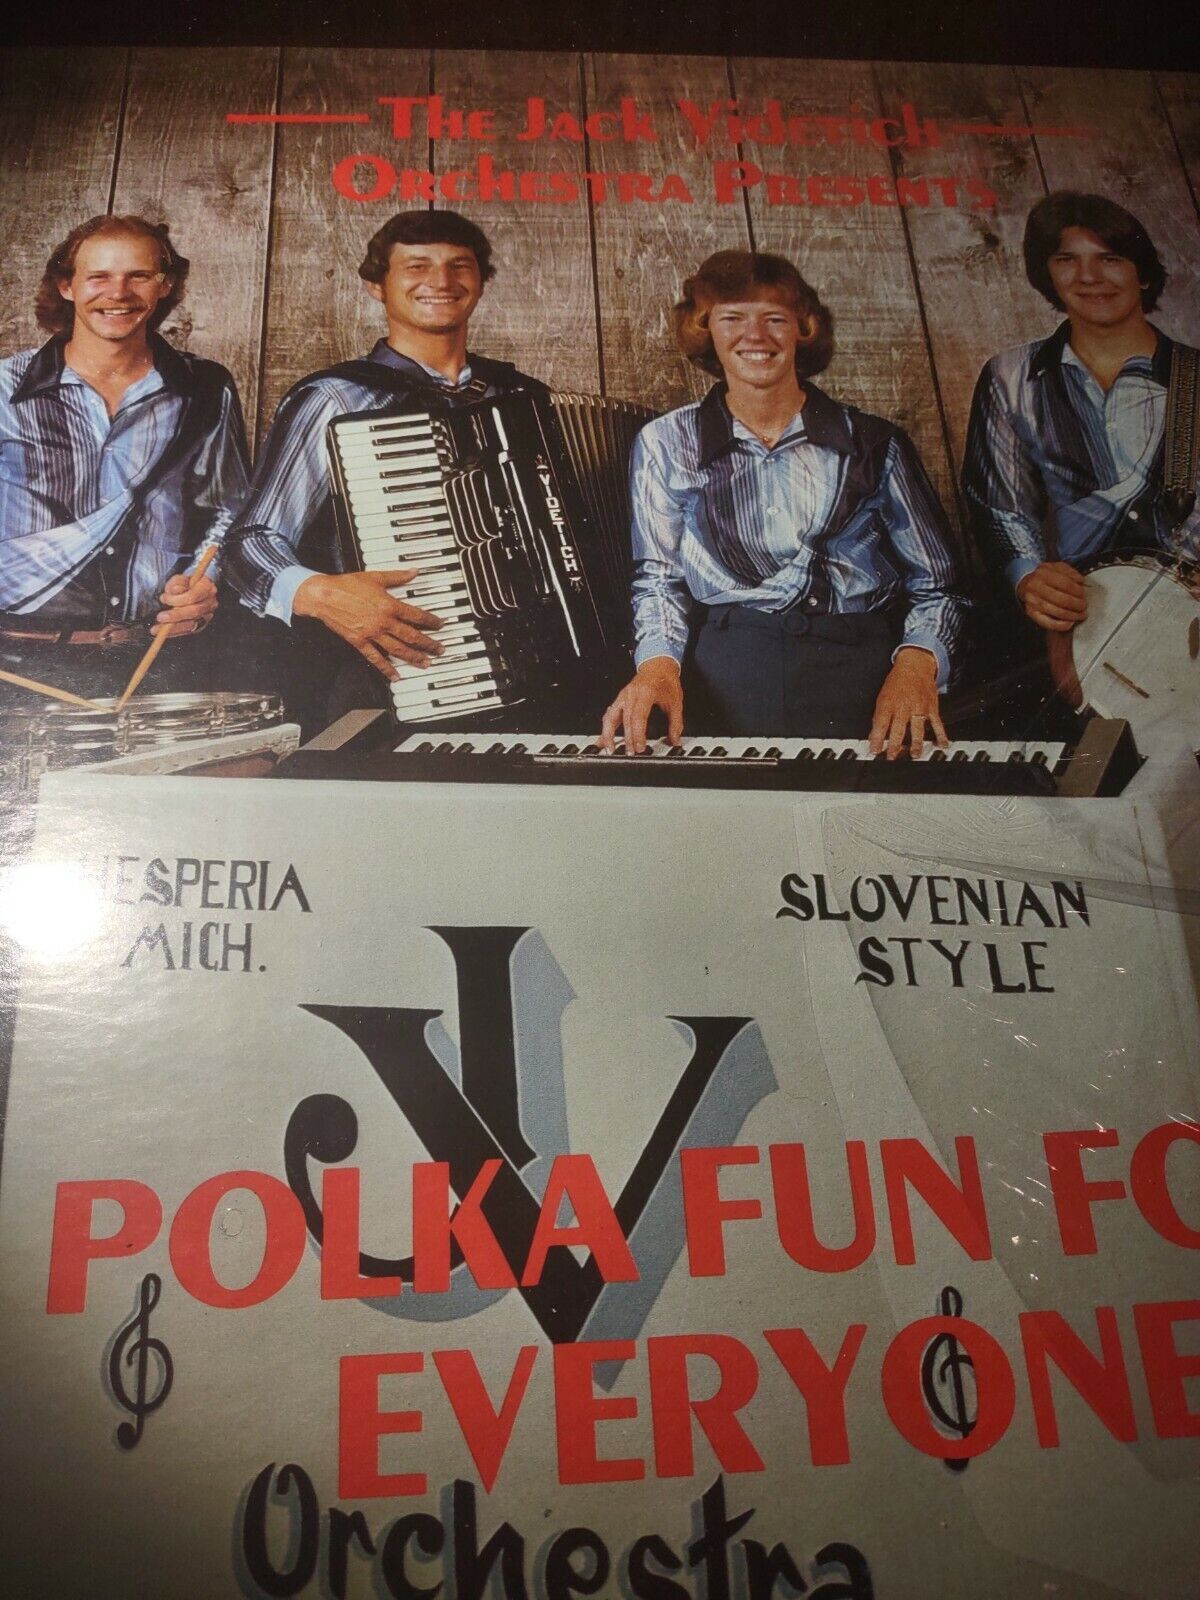 The Jack Videtich
Orchestra Presents
VIDETICH
HESPERIA
MICH.
SLOVENIAN
STYLE
JV
POLKA FUN FO
EVERYONE
Orchestra